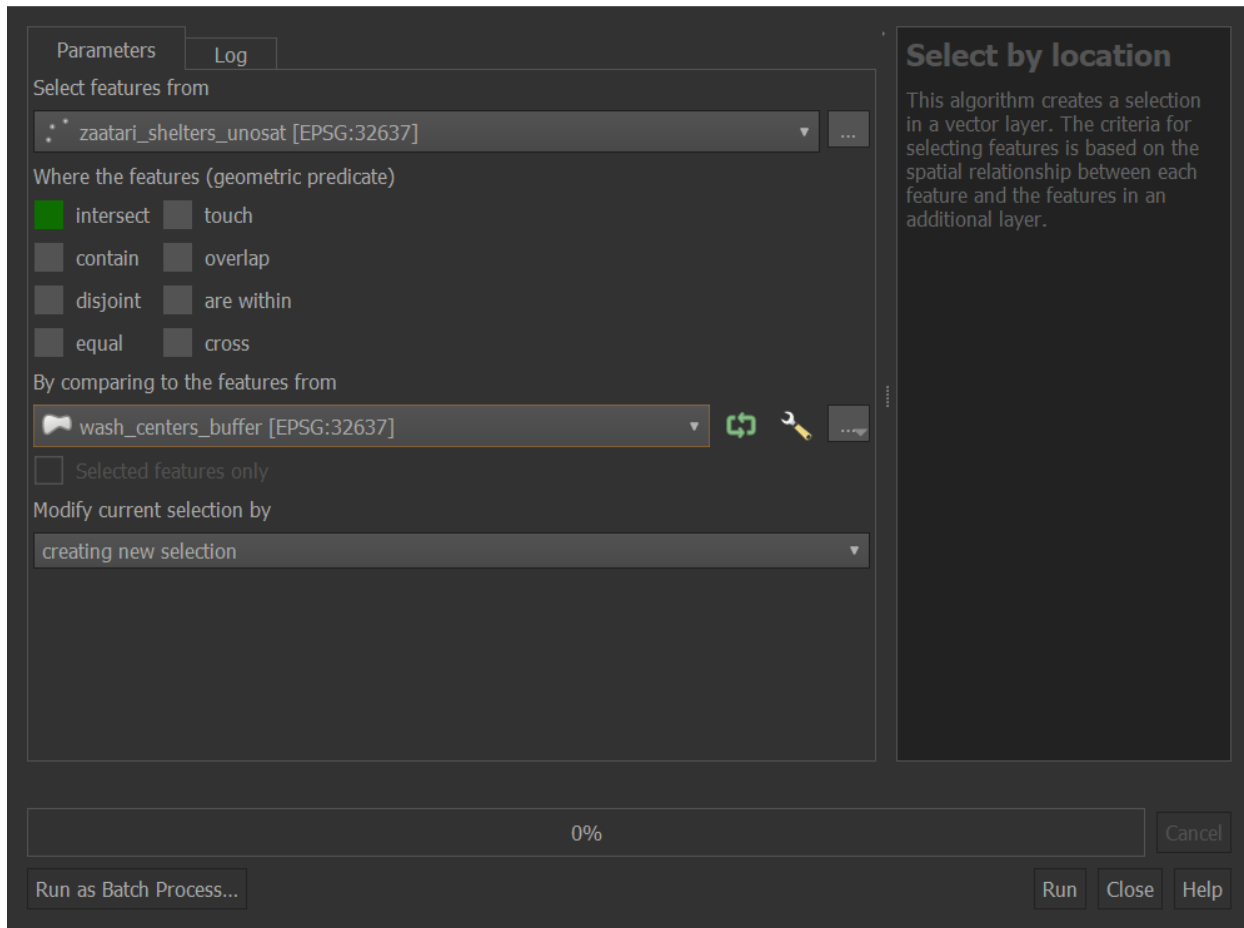 Parameters
Log
Select features from
zaatari_shelters_unosat [EPSG:32637]
...
Where the features (geometric predicate)
intersect
touch
contain
overlap
disjoint
are within
equal
cross
By comparing to the features from
wash_centers_buffer [EPSG:32637]
...
Selected features only
Modify current selection by
creating new selection
Select by location
This algorithm creates a selection
in a vector layer. The criteria for
selecting features is based on the
spatial relationship between each
feature and the features in an
additional layer.
0%
Cancel
Run as Batch Process...
Run
Close
Help